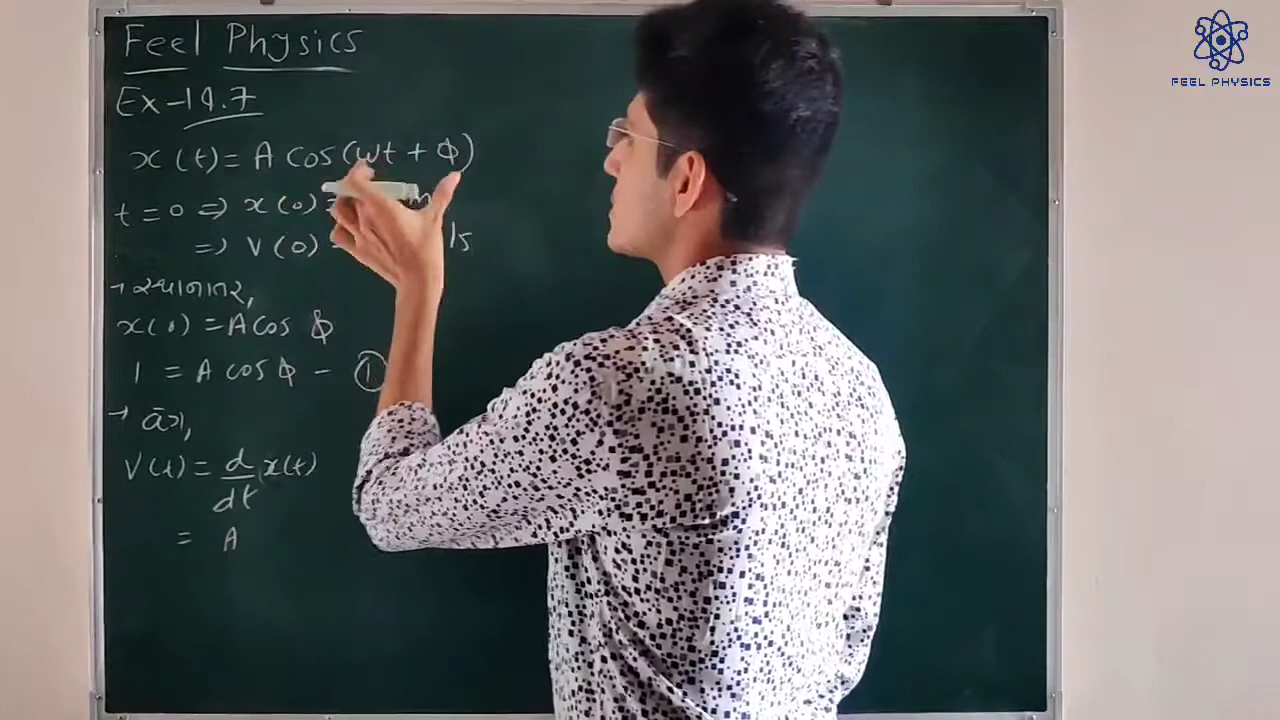 Feel Physics
Ex-14.7
x(t) = A cos(ωt + ϕ)
t = 0 ⇒ x(0) =
⇒ V(0) /s
→ સ્થાનાંતર,
x(0) = A cos ϕ
1 = A cos ϕ - ①
→ વેગ,
V(t) = d/dt x(t)
= A
FEEL PHYSICS